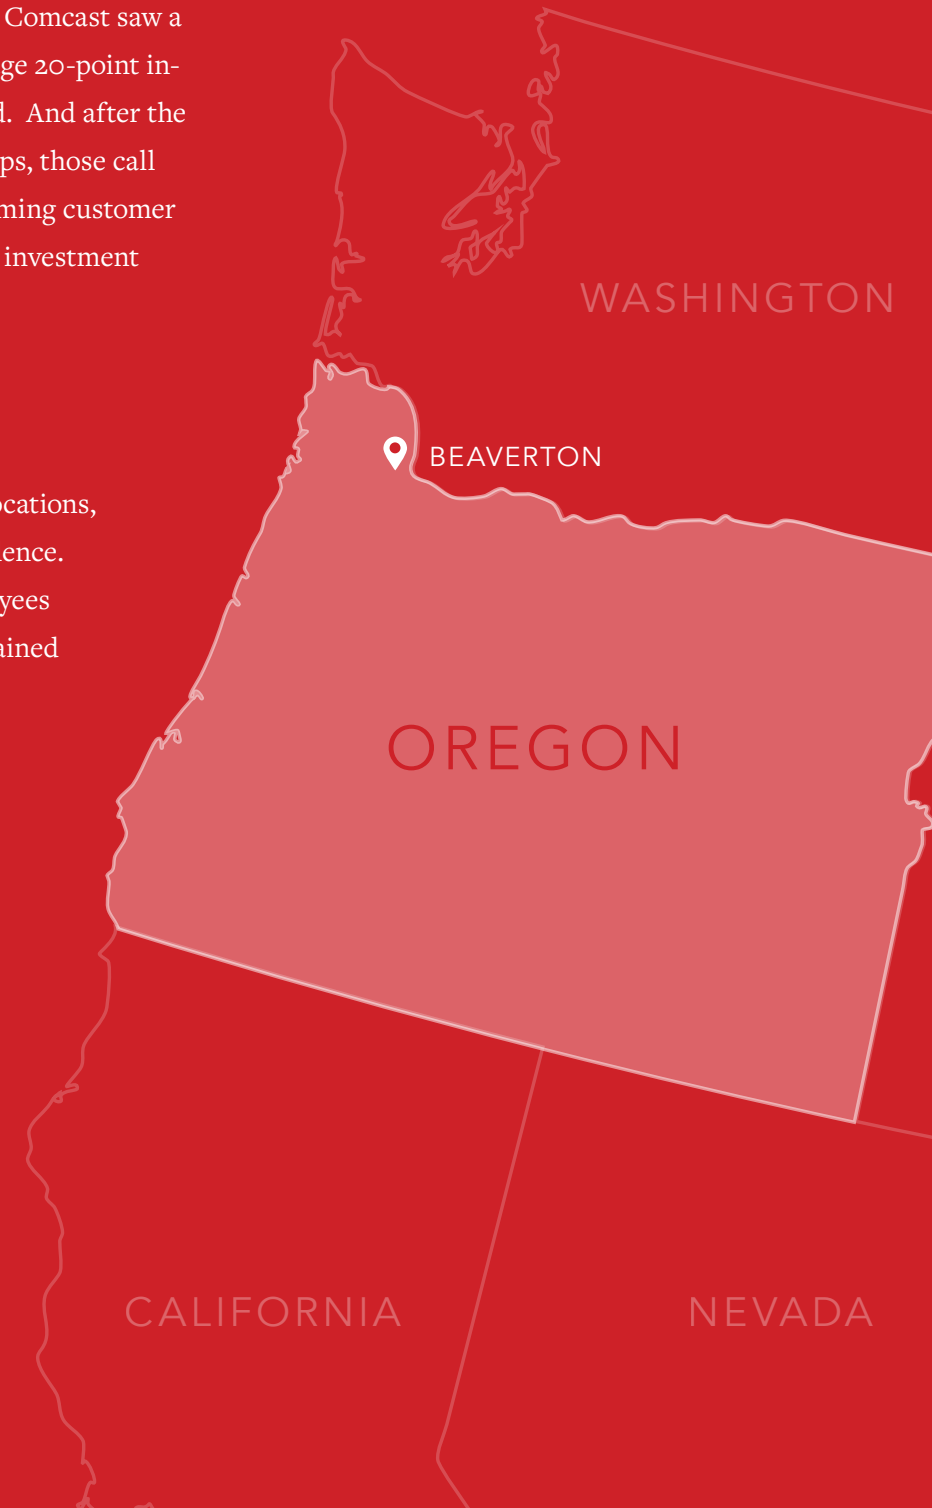 Comcast saw a
ge 20-point in-
d. And after the
ps, those call
ming customer
investment
WASHINGTON
BEAVERTON
ocations,
ience.
yees
ained
OREGON
CALIFORNIA
NEVADA